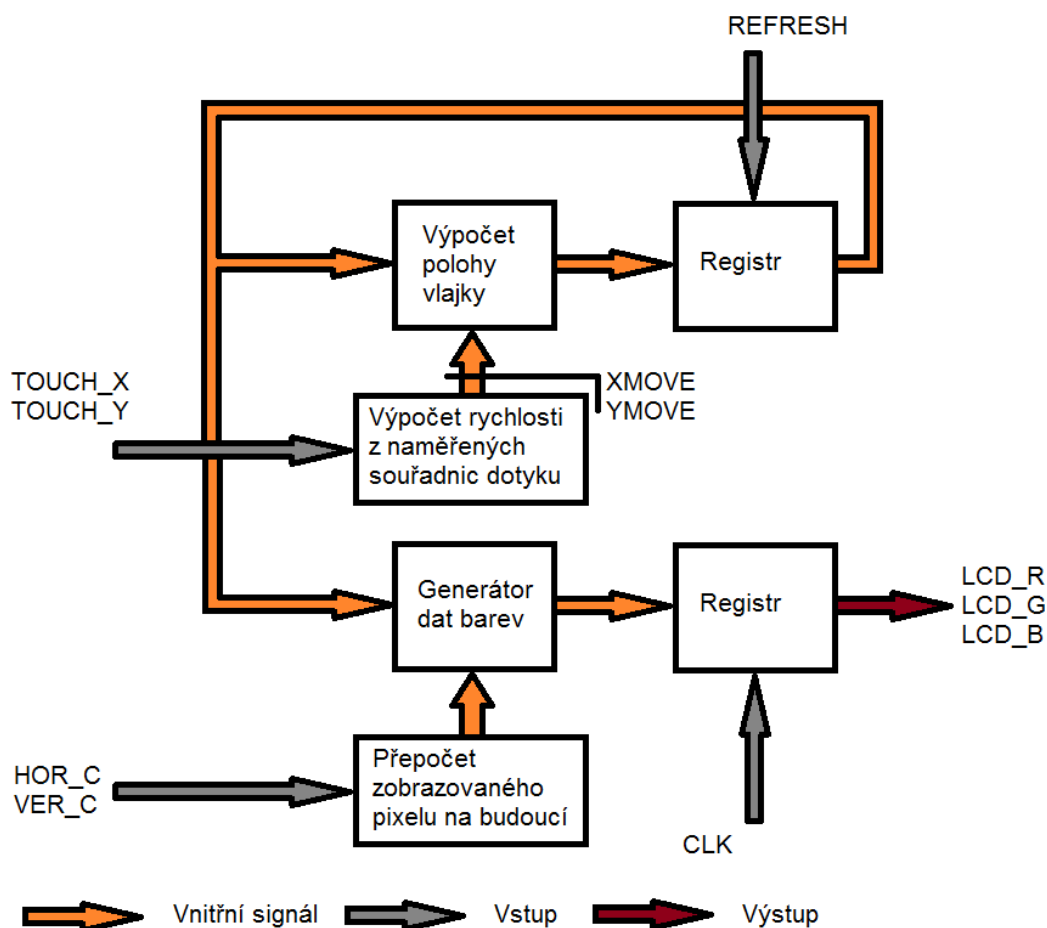 REFRESH
Výpočet
polohy
vlajky
Registr
TOUCH_X
TOUCH_Y
XMOVE
YMOVE
Výpočet rychlosti
z naměřených
souřadnic dotyku
Generátor
dat barev
Registr
LCD_R
LCD_G
LCD_B
HOR_C
VER_C
Přepočet
zobrazovaného
pixelu na budoucí
CLK
Vnitřní signál
Vstup
Výstup